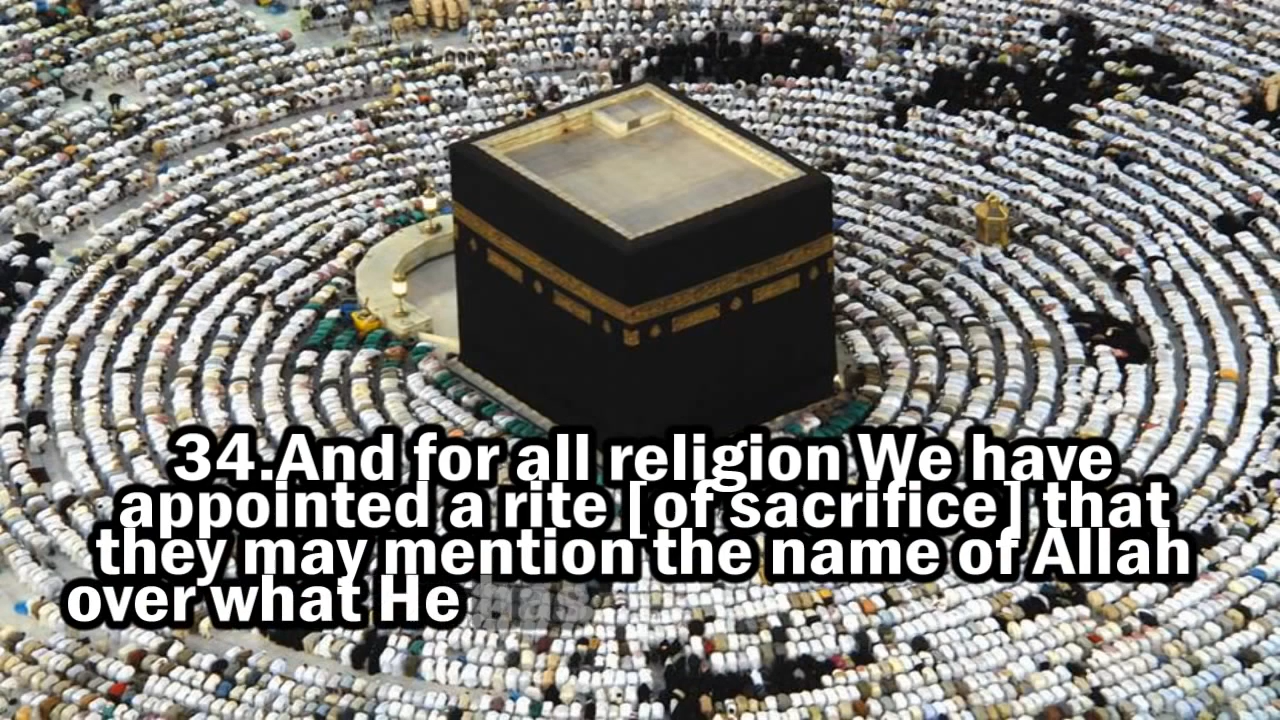 34.And for all religion We have
appointed a rite [of sacrifice] that
they may mention the name of Allah
over what He has